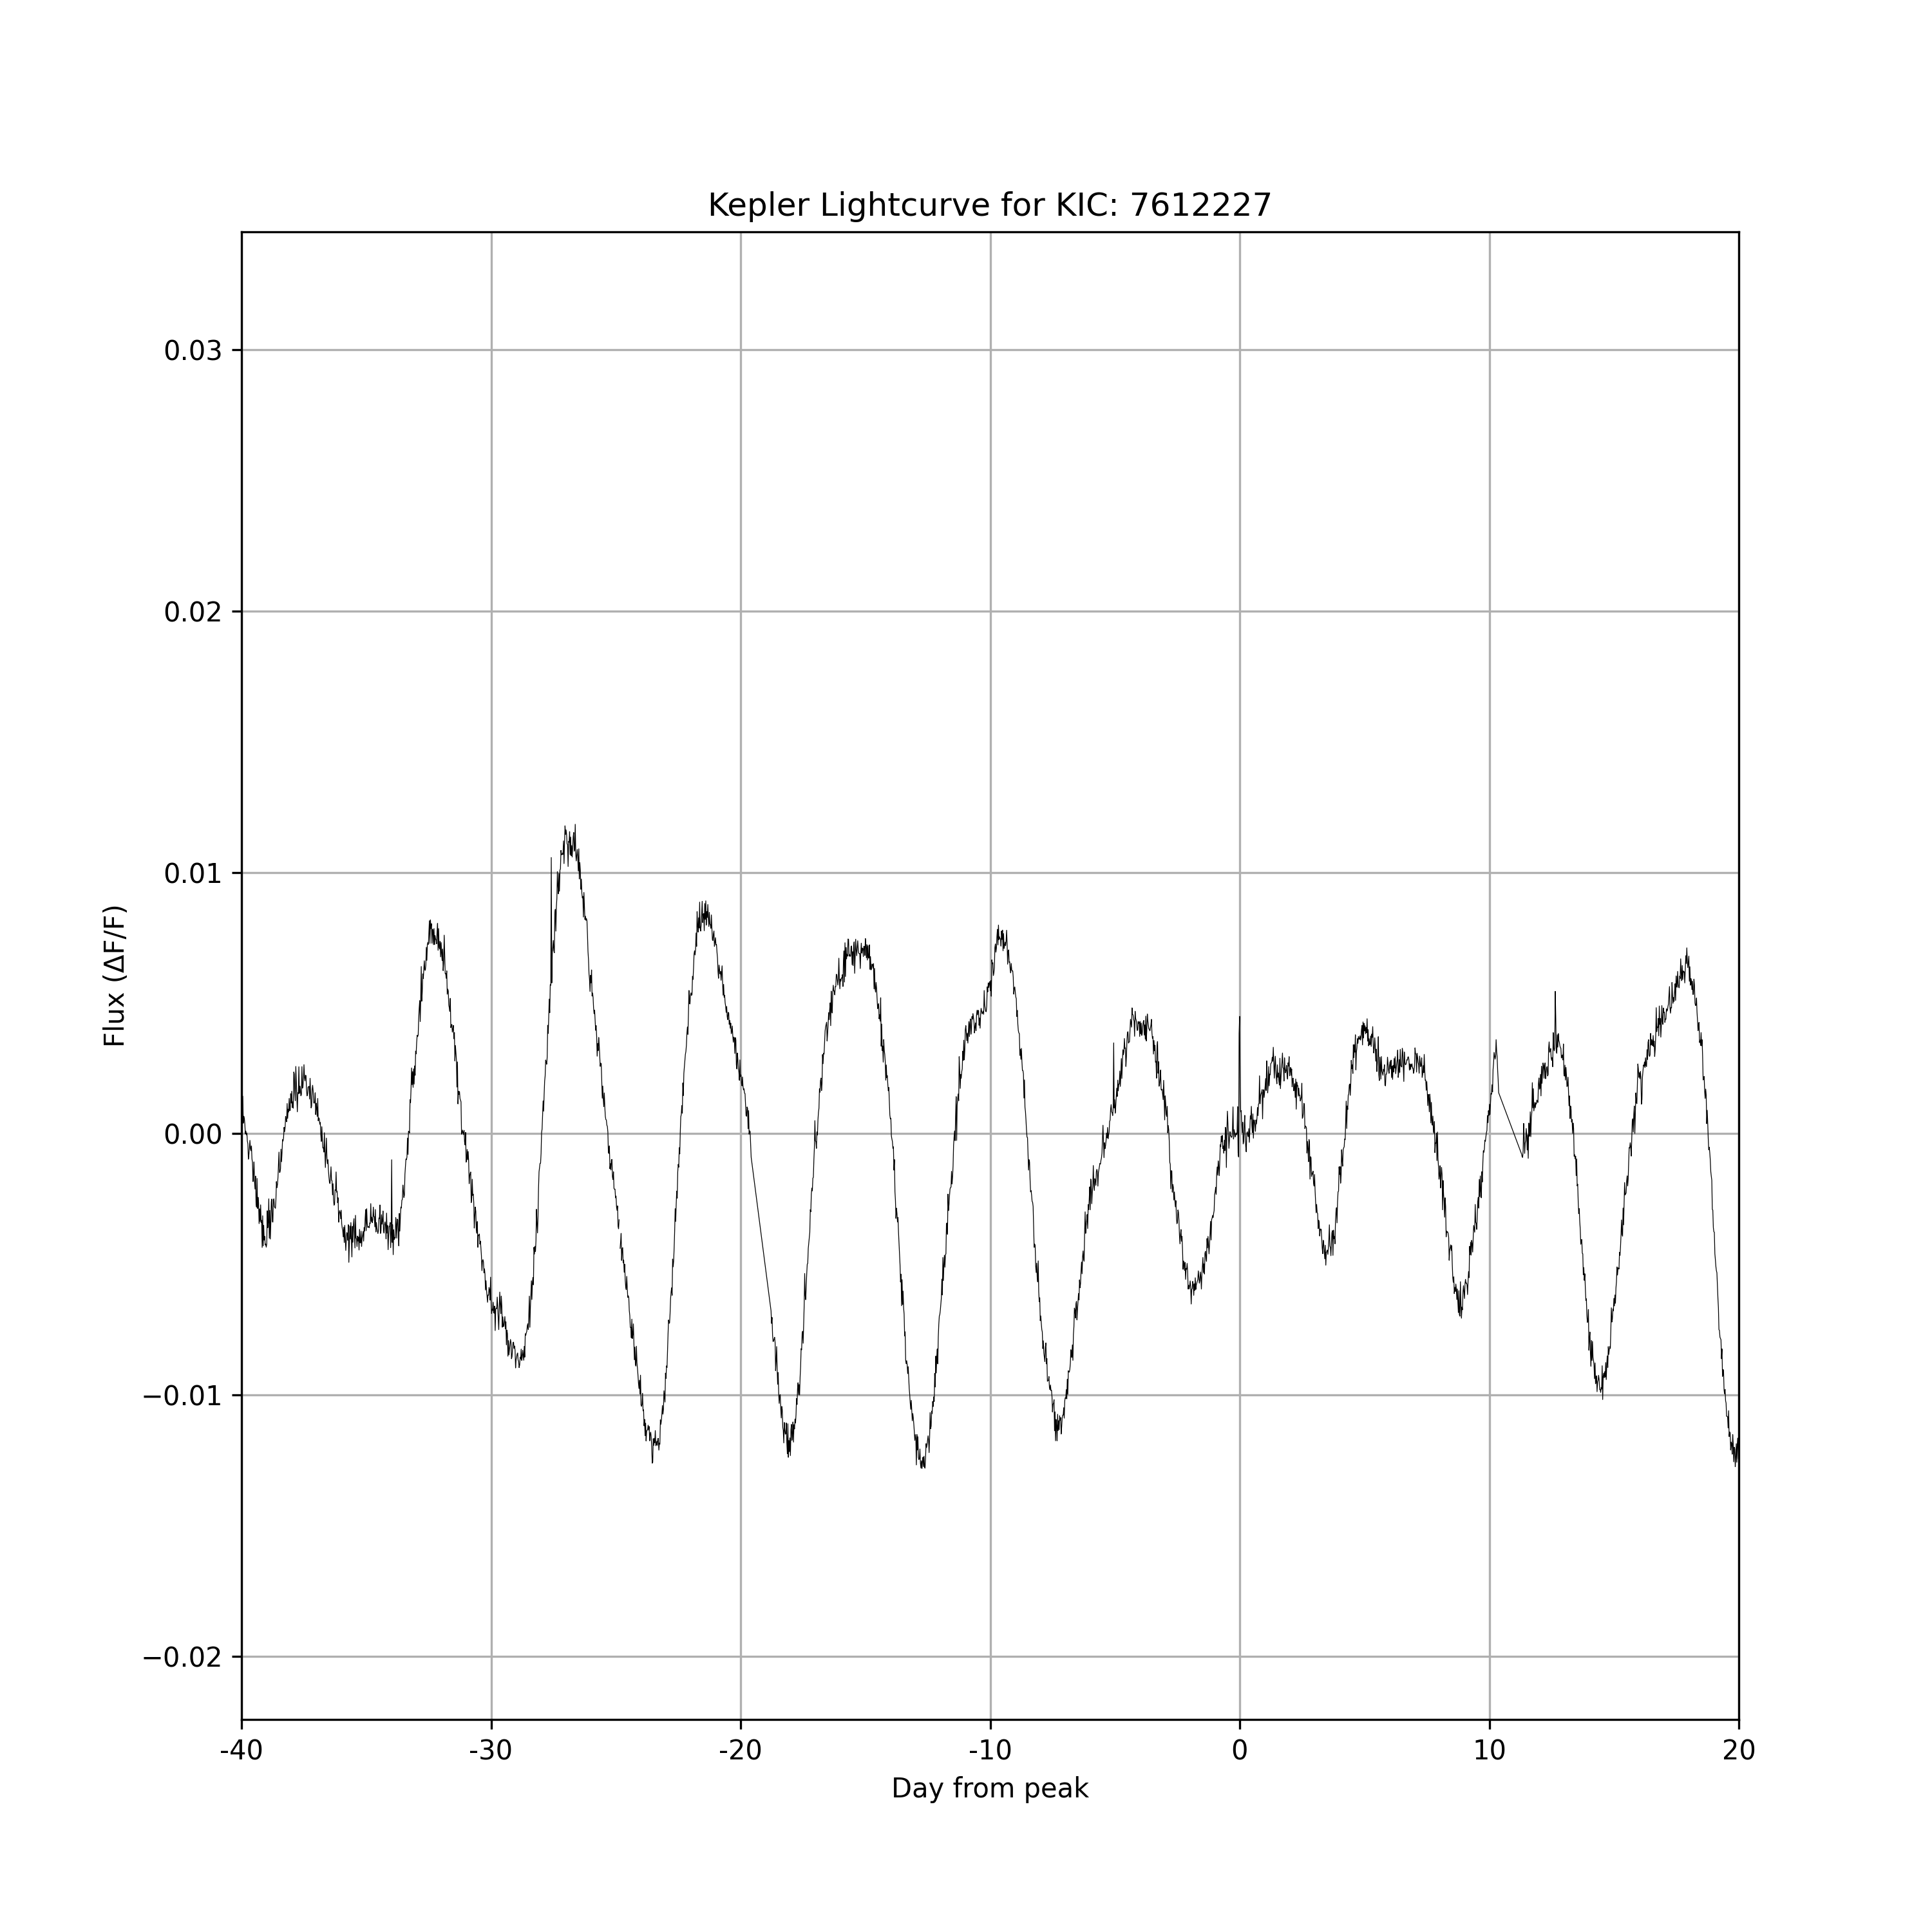 Kepler Lightcurve for KIC: 7612227
0.03
0.02
0.01
0.00
−0.01
−0.02
Flux (ΔF/F)
-40 -30 -20 -10 0 10 20
Day from peak